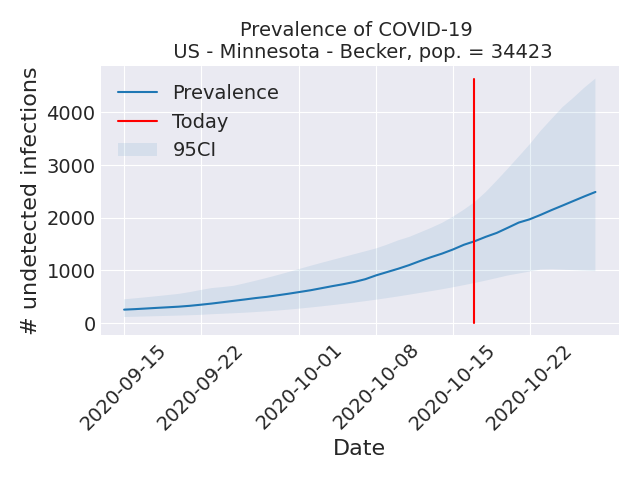 Prevalence of COVID-19
US - Minnesota - Becker, pop. = 34423
# undetected infections
4000
3000
2000
1000
0
Prevalence
Today
95CI
2020-09-15
2020-09-22
2020-10-01
2020-10-08
2020-10-15
2020-10-22
Date